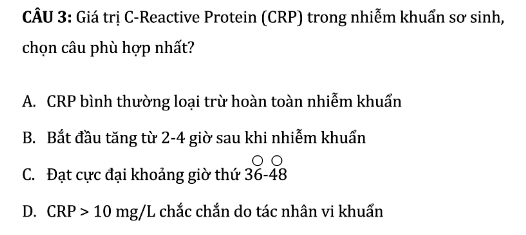 CÂU 3: Giá trị C-Reactive Protein (CRP) trong nhiễm khuẩn sơ sinh,
chọn câu phù hợp nhất?
A. CRP bình thường loại trừ hoàn toàn nhiễm khuẩn
B. Bắt đầu tăng từ 2-4 giờ sau khi nhiễm khuẩn
C. Đạt cực đại khoảng giờ thứ 36-48
D. CRP > 10 mg/L chắc chắn do tác nhân vi khuẩn